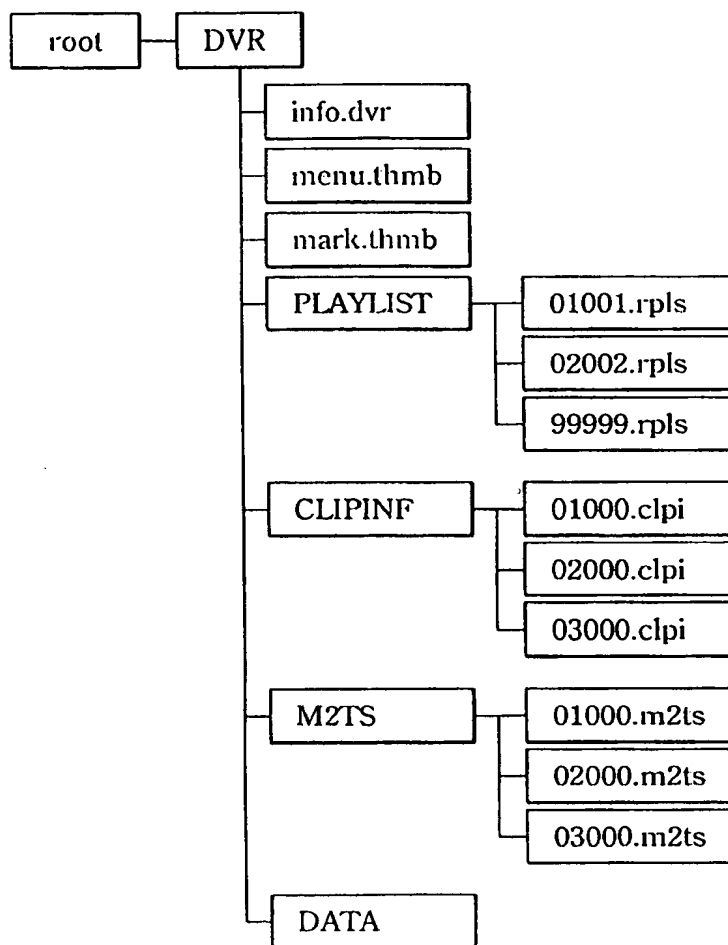 root
DVR
info.dvr
menu.thmb
mark.thmb
PLAYLIST
01001.rpls
02002.rpls
99999.rpls
CLIPINF
01000.clpi
02000.clpi
03000.clpi
M2TS
01000.m2ts
02000.m2ts
03000.m2ts
DATA